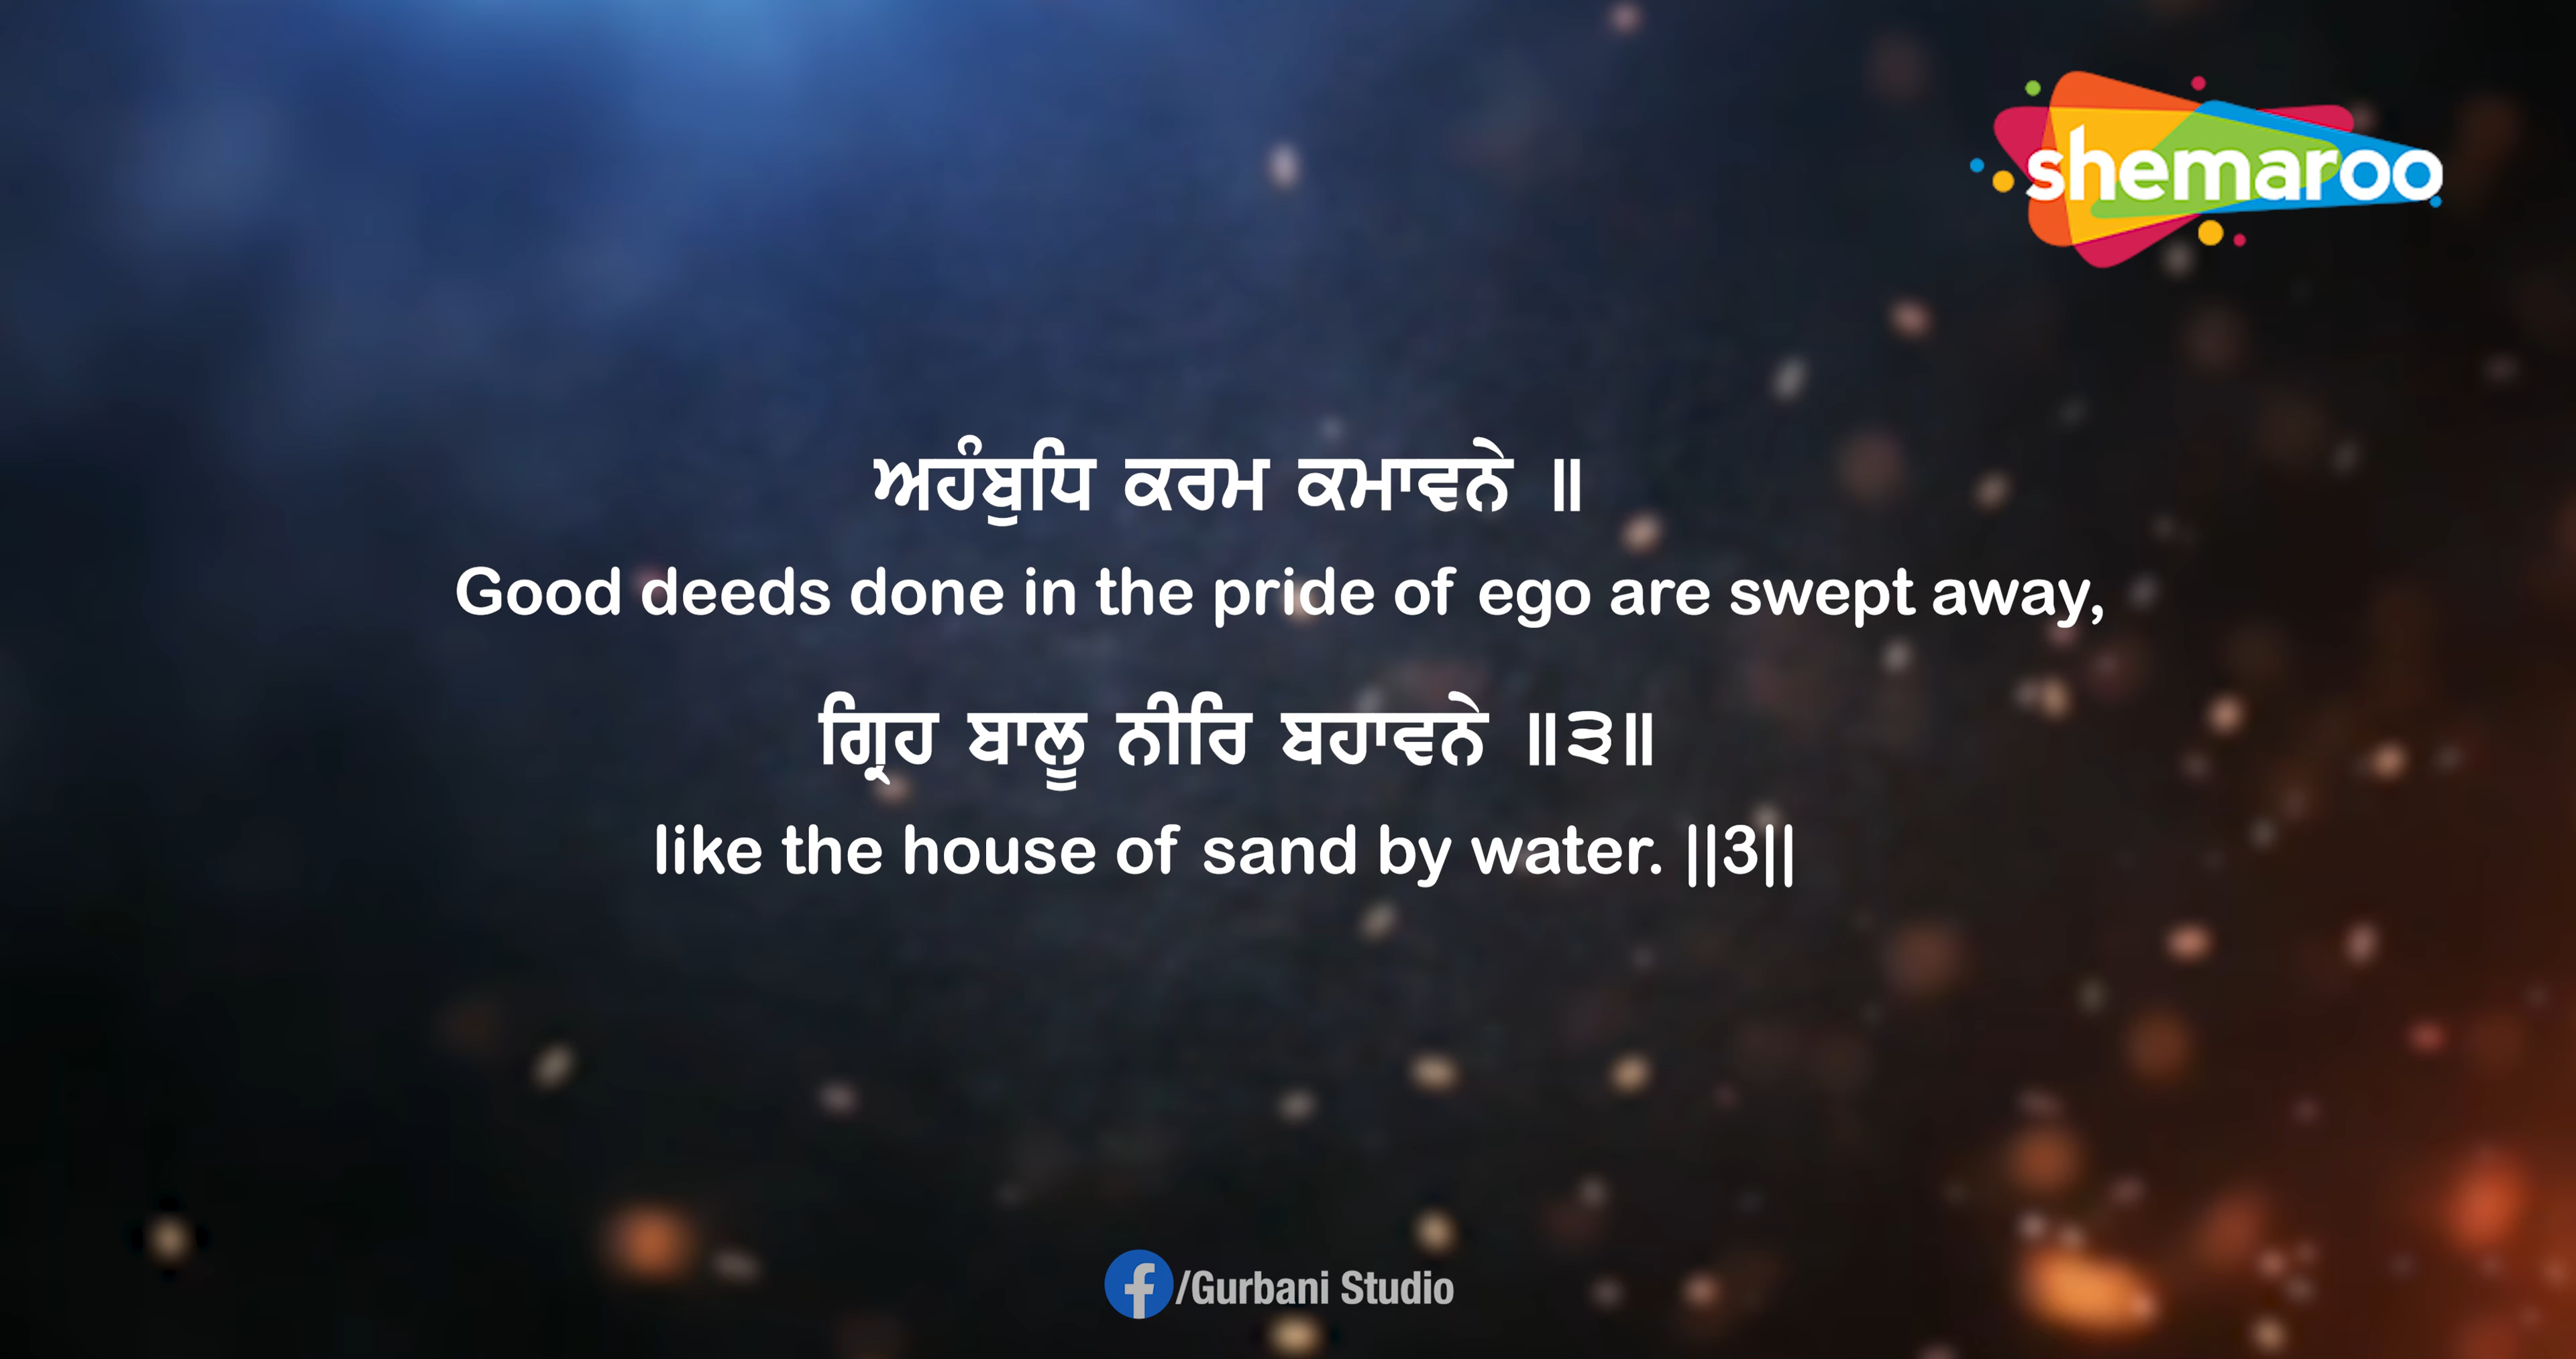 shemaroo
ਅਹੰਬੁਧਿ ਕਰਮ ਕਮਾਵਨੇ ॥
Good deeds done in the pride of ego are swept away,
ਗ੍ਰਿਹ ਬਾਲੂ ਨੀਰਿ ਬਹਾਵਨੇ ॥੩॥
like the house of sand by water. ||3||
/Gurbani Studio